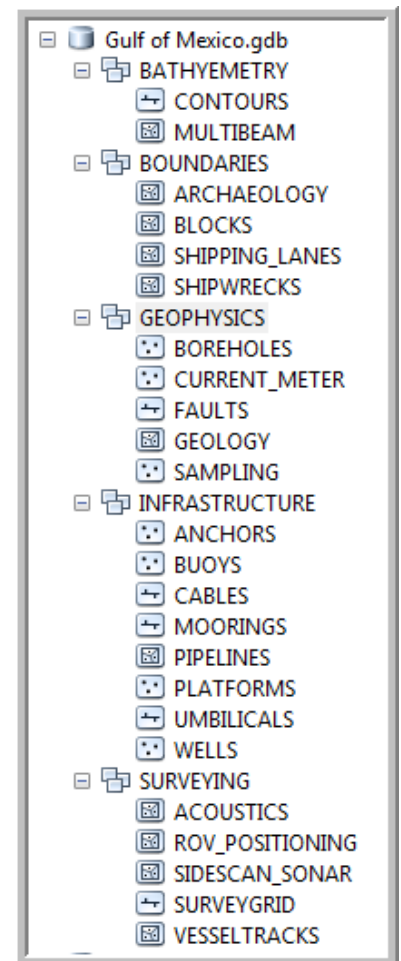 Gulf of Mexico.gdb
BATHYEMETRY
CONTOURS
MULTIBEAM
BOUNDARIES
ARCHAEOLOGY
BLOCKS
SHIPPING_LANES
SHIPWRECKS
GEOPHYSICS
BOREHOLES
CURRENT_METER
FAULTS
GEOLOGY
SAMPLING
INFRASTRUCTURE
ANCHORS
BUOYS
CABLES
MOORINGS
PIPELINES
PLATFORMS
UMBILICALS
WELLS
SURVEYING
ACOUSTICS
ROV_POSITIONING
SIDESCAN_SONAR
SURVEYGRID
VESSELTRACKS